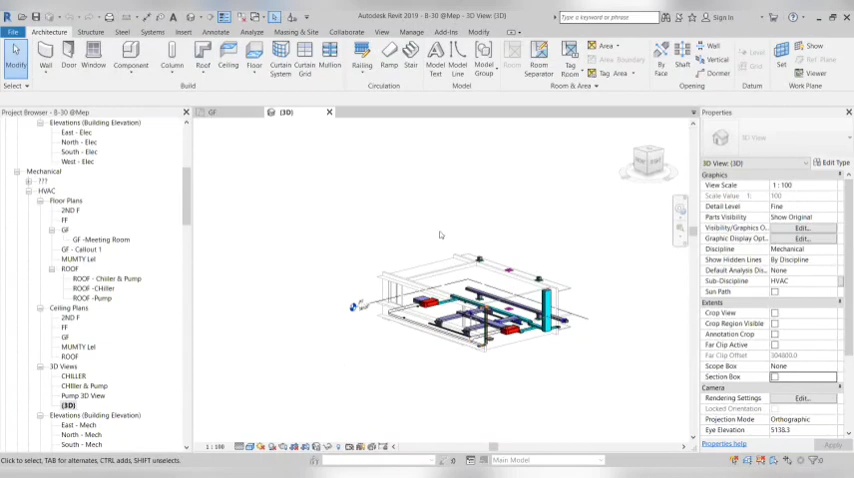 Autodesk Revit 2019 - B-30 @Mep - 3D View: {3D}
Type a keyword or phrase
Sign In
File Architecture Structure Steel Systems Insert Annotate Analyze Massing & Site Collaborate View Manage Add-Ins Modify
Modify Wall Door Window Component Column Roof Ceiling Floor Curtain System Curtain Grid Mullion Railing Ramp Stair Model Text Model Line Model Group Room Room Separator Tag Room
Area
Area Boundary
Tag Area
By Face Shaft
Wall
Vertical
Dormer
Level
Grid
Set
Show
Ref Plane
Viewer
Select Build Circulation Model Room & Area Opening Datum Work Plane
Project Browser - B-30 @Mep
Elevations (Building Elevation)
East - Elec
North - Elec
South - Elec
West - Elec
Mechanical
???
HVAC
Floor Plans
2ND F
FF
GF
GF -Meeting Room
GF - Callout 1
MUMTY Lel
ROOF
ROOF - Chiller & Pump
ROOF -CHiller
ROOF -Pump
Ceiling Plans
2ND F
FF
GF
MUMTY Lel
ROOF
3D Views
CHILLER
CHiller & Pump
Pump 3D View
{3D}
Elevations (Building Elevation)
East - Mech
North - Mech
South - Mech
GF
{3D}
1 : 100
Properties
3D View
3D View: {3D}
Edit Type
Graphics
View Scale 1 : 100
Scale Value 1: 100
Detail Level Fine
Parts Visibility Show Original
Visibility/Graphics O... Edit...
Graphic Display Opt... Edit...
Discipline Mechanical
Show Hidden Lines By Discipline
Default Analysis Dis... None
Sub-Discipline HVAC
Sun Path
Extents
Crop View
Crop Region Visible
Annotation Crop
Far Clip Active
Far Clip Offset 304800.0
Scope Box None
Section Box
Camera
Rendering Settings Edit...
Locked Orientation
Projection Mode Orthographic
Eye Elevation 5138.3
Properties help
Apply
Click to select, TAB for alternates, CTRL adds, SHIFT unselects.
:0
Main Model
:0